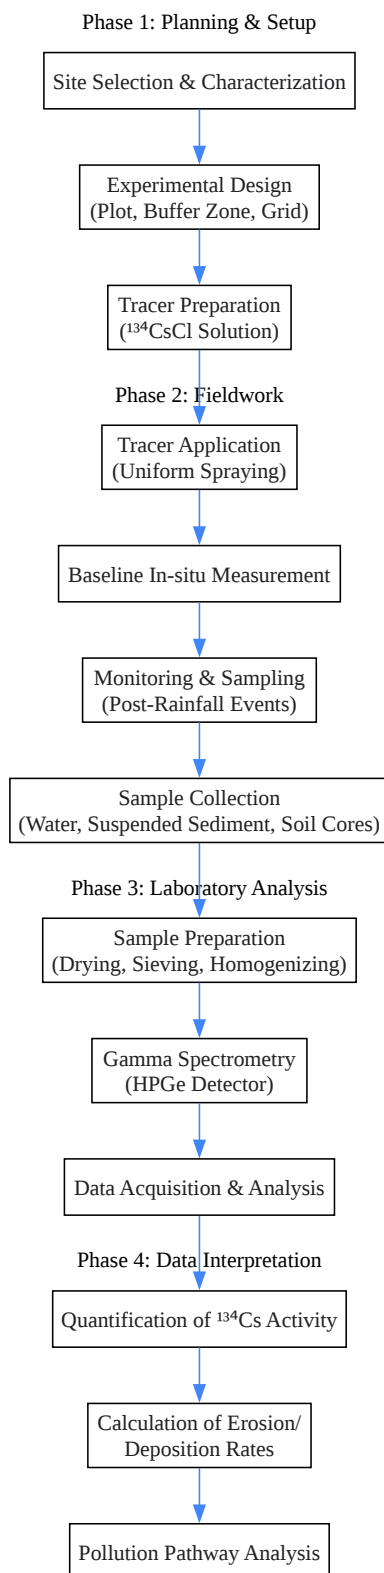 Phase 1: Planning & Setup
Site Selection & Characterization
Experimental Design
(Plot, Buffer Zone, Grid)
Tracer Preparation
(¹³⁴CsCl Solution)
Phase 2: Fieldwork
Tracer Application
(Uniform Spraying)
Baseline In-situ Measurement
Monitoring & Sampling
(Post-Rainfall Events)
Sample Collection
(Water, Suspended Sediment, Soil Cores)
Phase 3: Laboratory Analysis
Sample Preparation
(Drying, Sieving, Homogenizing)
Gamma Spectrometry
(HPGe Detector)
Data Acquisition & Analysis
Phase 4: Data Interpretation
Quantification of ¹³⁴Cs Activity
Calculation of Erosion/
Deposition Rates
Pollution Pathway Analysis